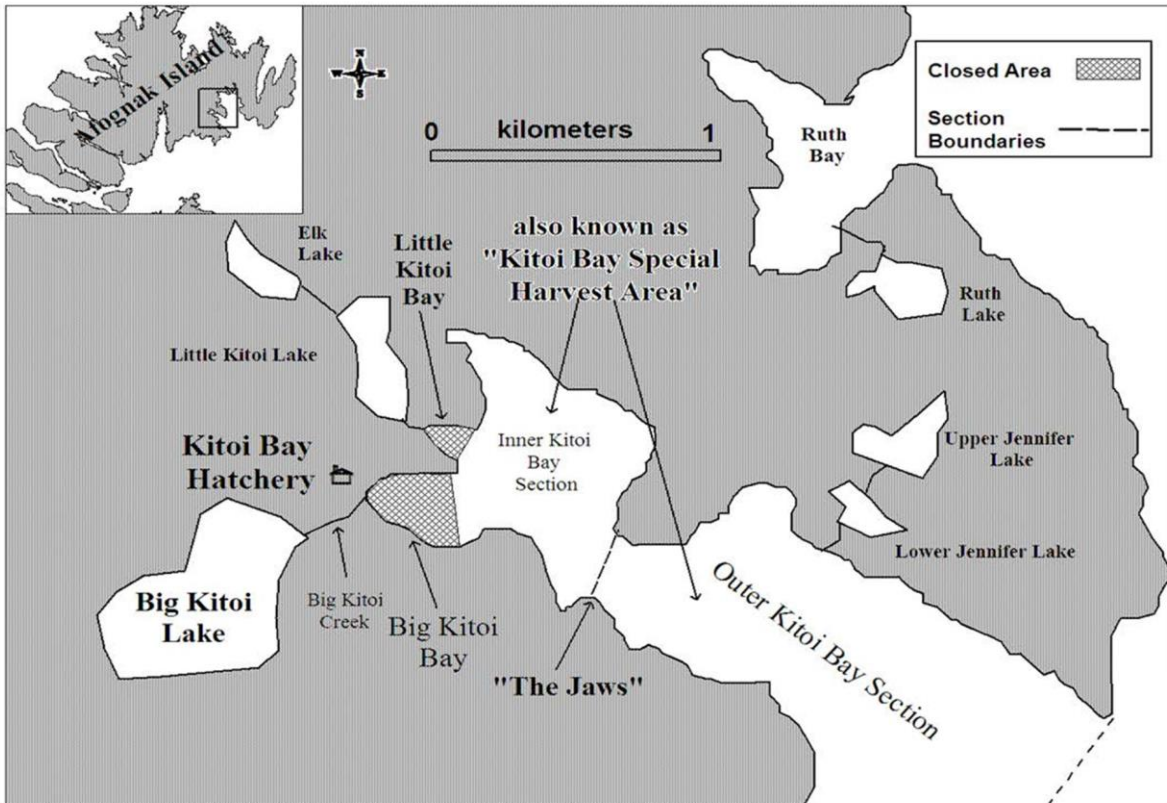 Afognak Island
N
W E
S
0 kilometers 1
Closed Area
Section
Boundaries
Ruth
Bay
also known as
"Kitoi Bay Special
Harvest Area"
Elk
Lake
Little
Kitoi
Bay
Ruth
Lake
Little Kitoi Lake
Kitoi Bay
Hatchery
Inner Kitoi
Bay
Section
Upper Jennifer
Lake
Lower Jennifer Lake
Big Kitoi
Lake
Big Kitoi
Creek
Big Kitoi
Bay
"The Jaws"
Outer Kitoi Bay Section